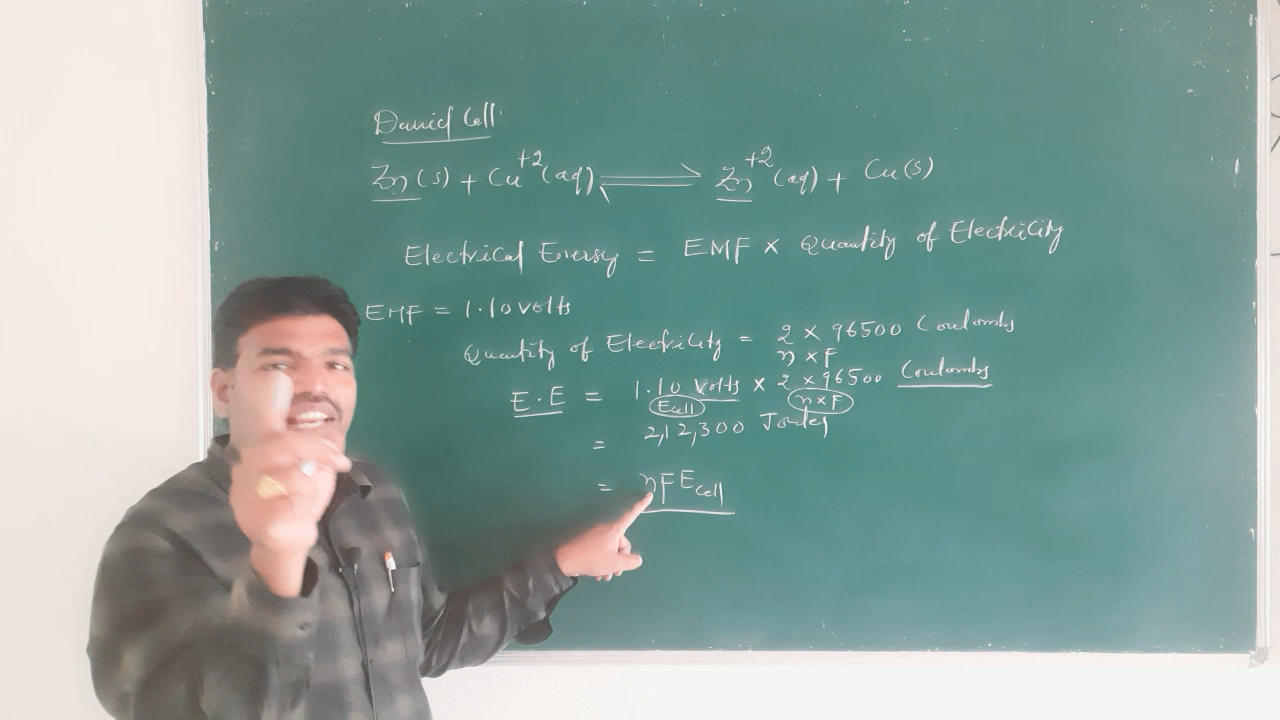 Daniel Cell:
Zn(s) + Cu+2(aq) ⇌ Zn+2(aq) + Cu(s)
Electrical Energy = EMF × Quantity of Electricity
EMF = 1.10 volts
Quantity of Electricity = 2 × 96500 Coulombs
n × F
E.E = 1.10 volts × 2 × 96500 Coulombs
Ecell n×F
= 2,12,300 Joules
= nFEcell